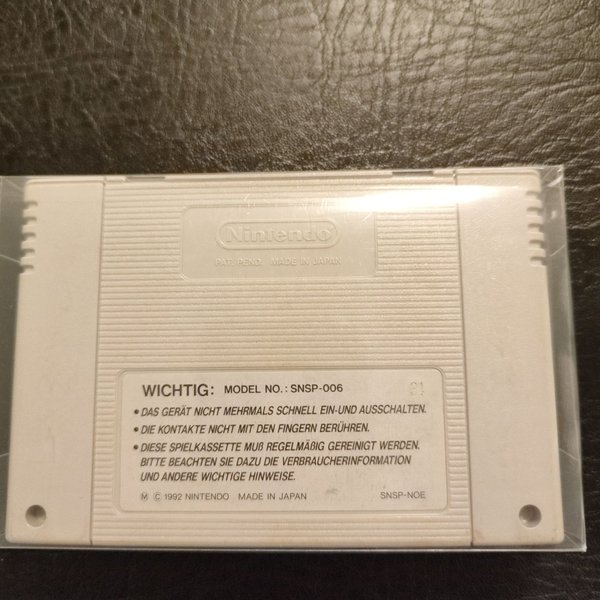 Nintendo
PAT. PEND. MADE IN JAPAN
WICHTIG: MODEL NO.: SNSP-006
• DAS GERÄT NICHT MEHRMALS SCHNELL EIN-UND AUSSCHALTEN.
• DIE KONTAKTE NICHT MIT DEN FINGERN BERÜHREN.
• DIESE SPIELKASSETTE MUß REGELMÄßIG GEREINIGT WERDEN.
BITTE BEACHTEN SIE DAZU DIE VERBRAUCHERINFORMATION
UND ANDERE WICHTIGE HINWEISE.
Ⓜ © 1992 NINTENDO MADE IN JAPAN SNSP-NOE